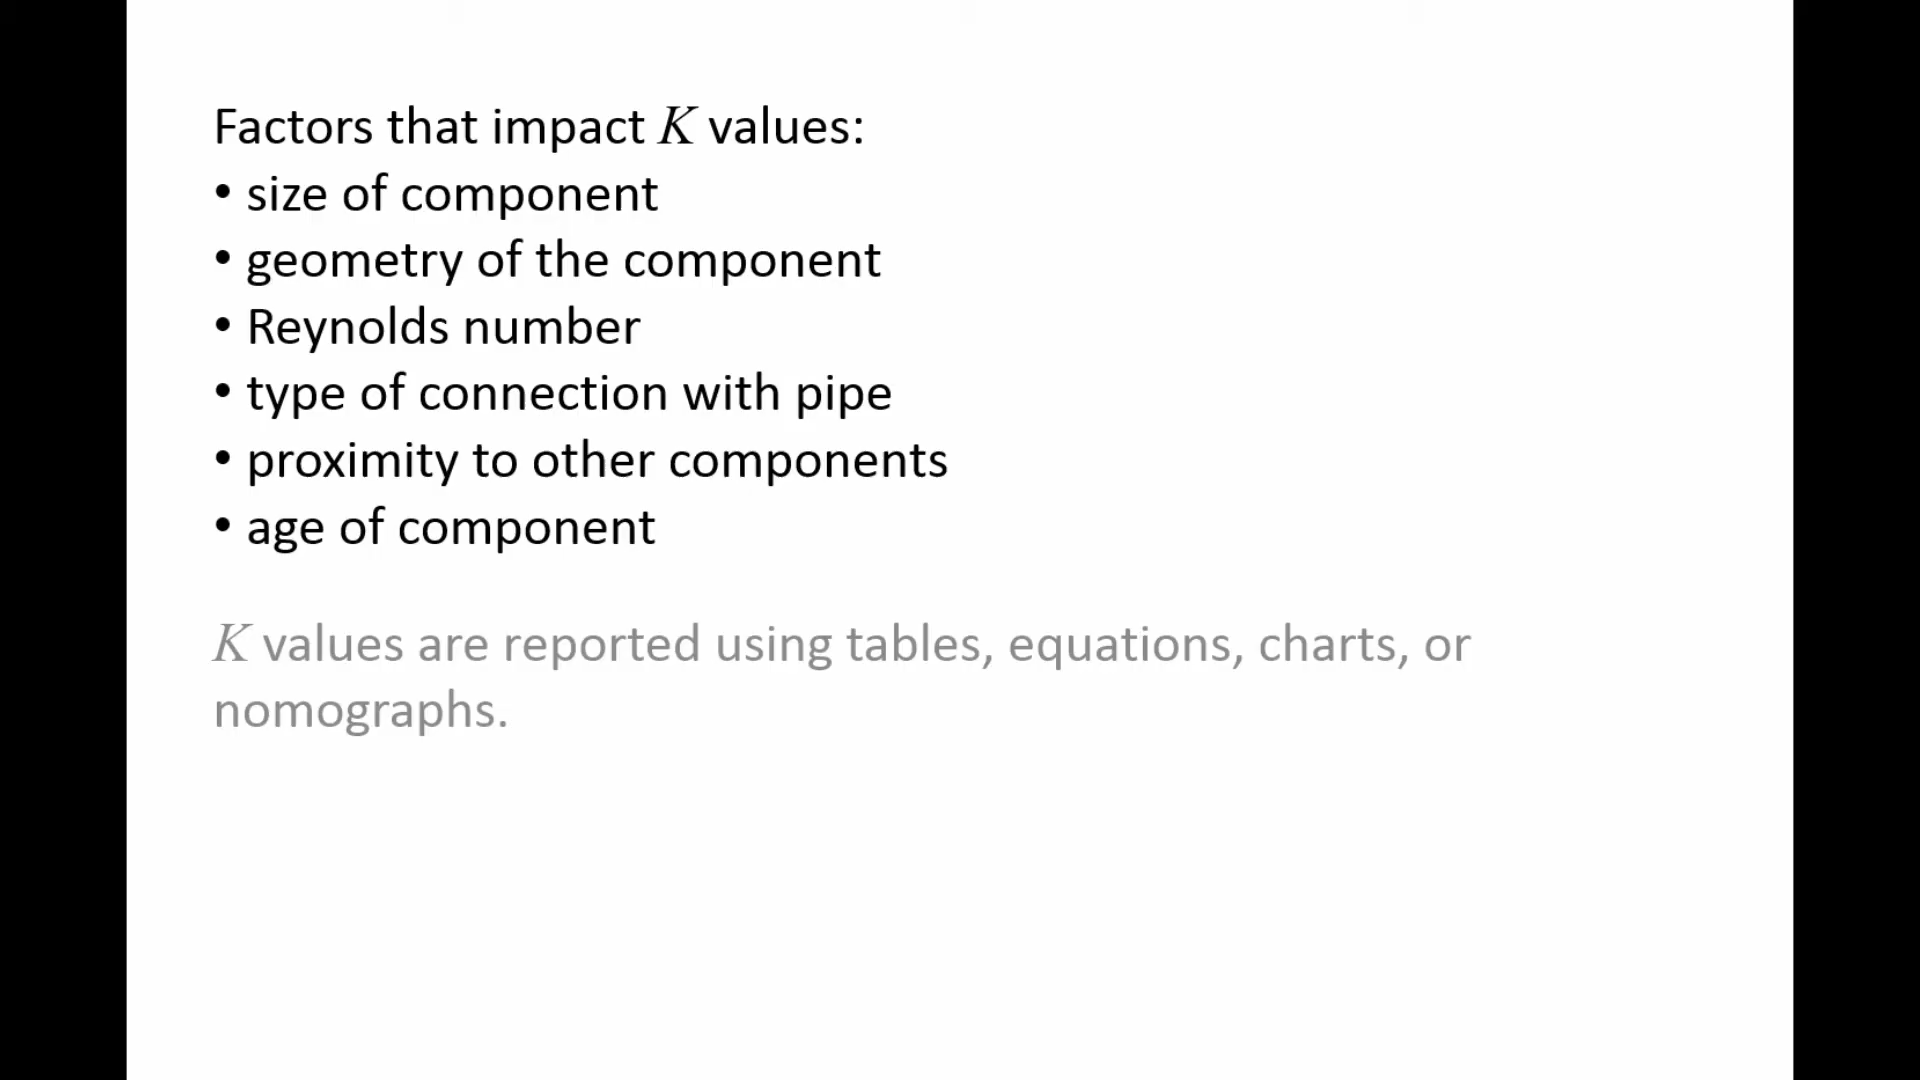 Factors that impact K values:
• size of component
• geometry of the component
• Reynolds number
• type of connection with pipe
• proximity to other components
• age of component
K values are reported using tables, equations, charts, or
nomographs.